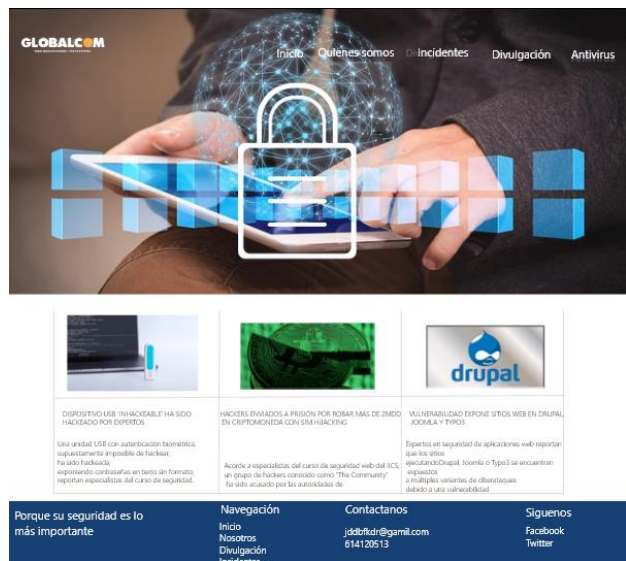 GLOBALCOM
Inicio Quienes somos Incidentes Divulgación Antivirus
drupal
DISPOSITIVO USB 'INHACKEABLE' HA SIDO
HACKEADO POR EXPERTOS
Una unidad USB con autenticación biométrica,
supuestamente imposible de hackear,
ha sido hackeada,
exponiendo contraseñas en texto sin formato,
reportan especialistas del curso de seguridad.
HACKERS ENVIADOS A PRISIÓN POR ROBAR MÁS DE 2MDD
EN CRIPTOMONEDA CON SIM HIJACKING
Acorde a especialistas del curso de seguridad web del IICS,
un grupo de hackers conocido como "The Community"
ha sido acusado por las autoridades de
VULNERABILIDAD EXPONE SITIOS WEB EN DRUPAL,
JOOMLA Y TYPO3
Expertos en seguridad de aplicaciones web reportan
que los sitios
ejecutandoDrupal, Joomla o Typo3 se encuentran
expuestos
a múltiples variantes de ciberataques
debido a una vulnerabilidad
Porque su seguridad es lo
más importante
Navegación
Inicio
Nosotros
Divulgación
Incidentes
Contactanos
jddbfkdr@gamil.com
614120513
Siguenos
Facebook
Twitter